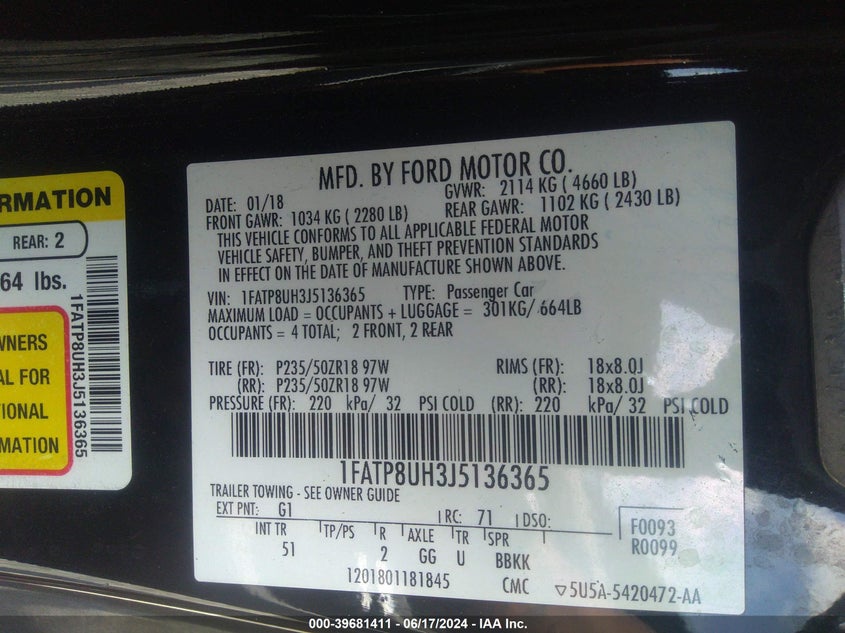 RMATION
REAR: 2
64 lbs.
WNERS
AL FOR
TIONAL
MATION
1FATP8UH3J5136365
MFD. BY FORD MOTOR CO.
DATE: 01/18 GVWR: 2114 KG ( 4660 LB)
FRONT GAWR: 1034 KG ( 2280 LB) REAR GAWR: 1102 KG ( 2430 LB)
THIS VEHICLE CONFORMS TO ALL APPLICABLE FEDERAL MOTOR
VEHICLE SAFETY, BUMPER, AND THEFT PREVENTION STANDARDS
IN EFFECT ON THE DATE OF MANUFACTURE SHOWN ABOVE.
VIN: 1FATP8UH3J5136365 TYPE: Passenger Car
MAXIMUM LOAD = OCCUPANTS + LUGGAGE = 301KG/ 664LB
OCCUPANTS = 4 TOTAL; 2 FRONT, 2 REAR
TIRE (FR): P235/50ZR18 97W RIMS (FR): 18x8.0J
(RR): P235/50ZR18 97W (RR): 18x8.0J
PRESSURE (FR): 220 kPa/ 32 PSI COLD (RR): 220 kPa/ 32 PSI COLD
1FATP8UH3J5136365
TRAILER TOWING - SEE OWNER GUIDE
EXT PNT: G1 RC: 71 DSO: F0093
INT TR TP/PS R AXLE TR SPR R0099
51 2 GG U BBKK
1201801181845 CMC ▽5U5A-5420472-AA
000-39681411 - 06/17/2024 - IAA Inc.